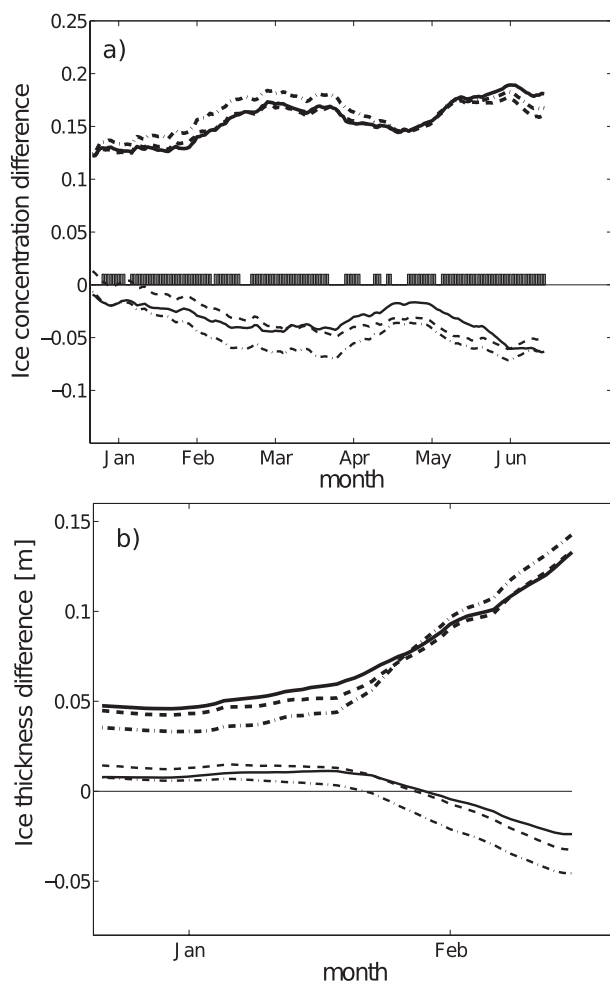 a)
Ice concentration difference
0.25
0.2
0.15
0.1
0.05
0
−0.05
−0.1
Jan Feb Mar Apr May Jun
month
b)
Ice thickness difference [m]
0.15
0.1
0.05
0
−0.05
Jan Feb
month